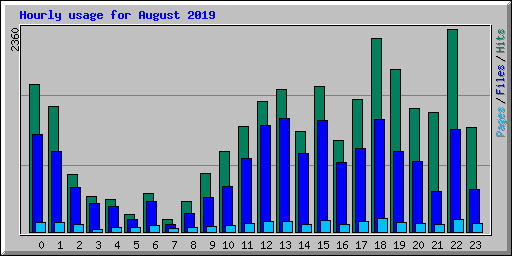 Hourly usage for August 2019
2360
Pages/Files/Hits
0 1 2 3 4 5 6 7 8 9 10 11 12 13 14 15 16 17 18 19 20 21 22 23